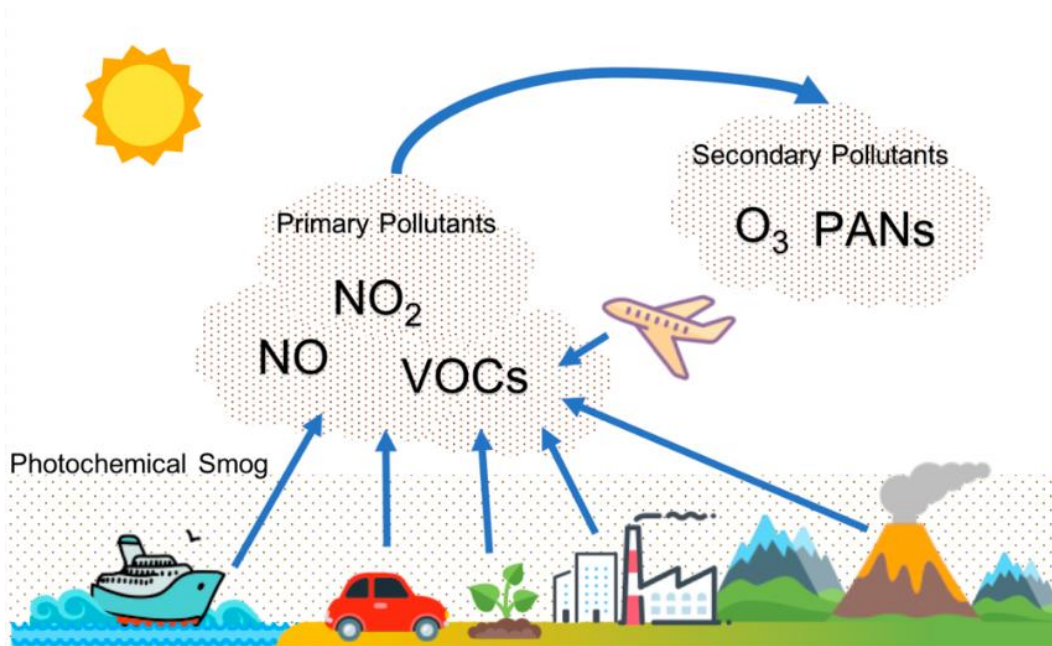 Secondary Pollutants
O₃ PANs
Primary Pollutants
NO₂
NO
VOCs
Photochemical Smog